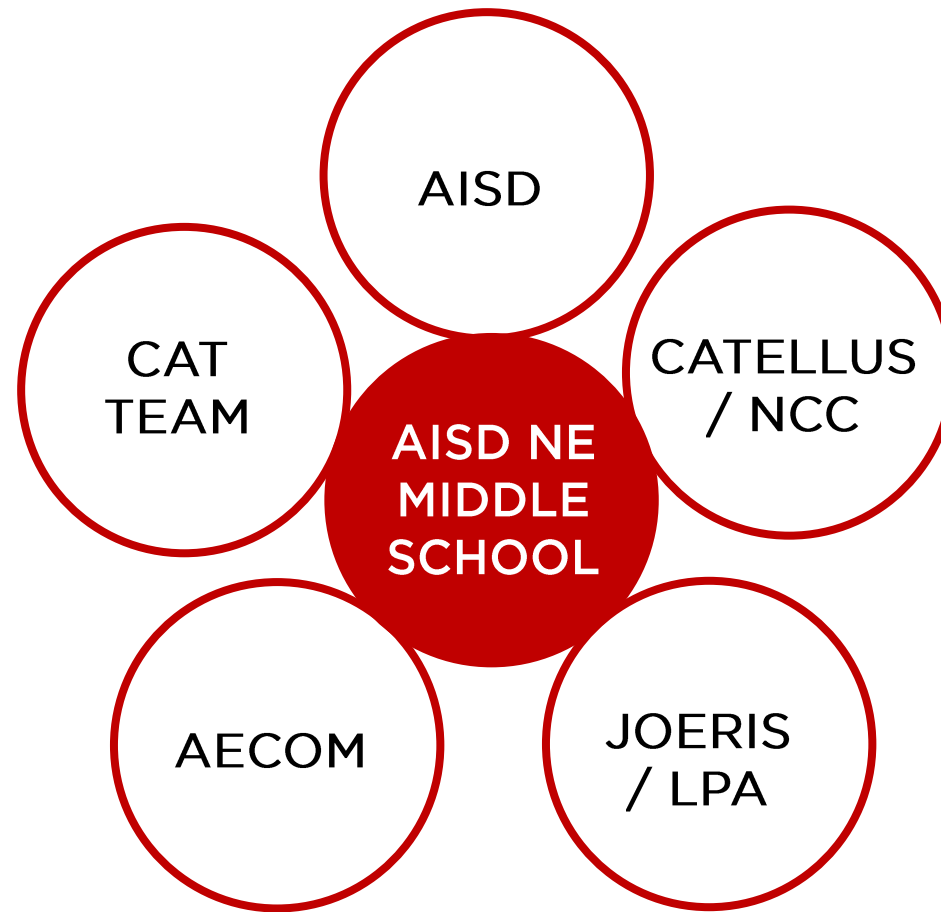 AISD
CAT
TEAM
CATELLUS
/ NCC
AISD NE
MIDDLE
SCHOOL
AECOM
JOERIS
/ LPA